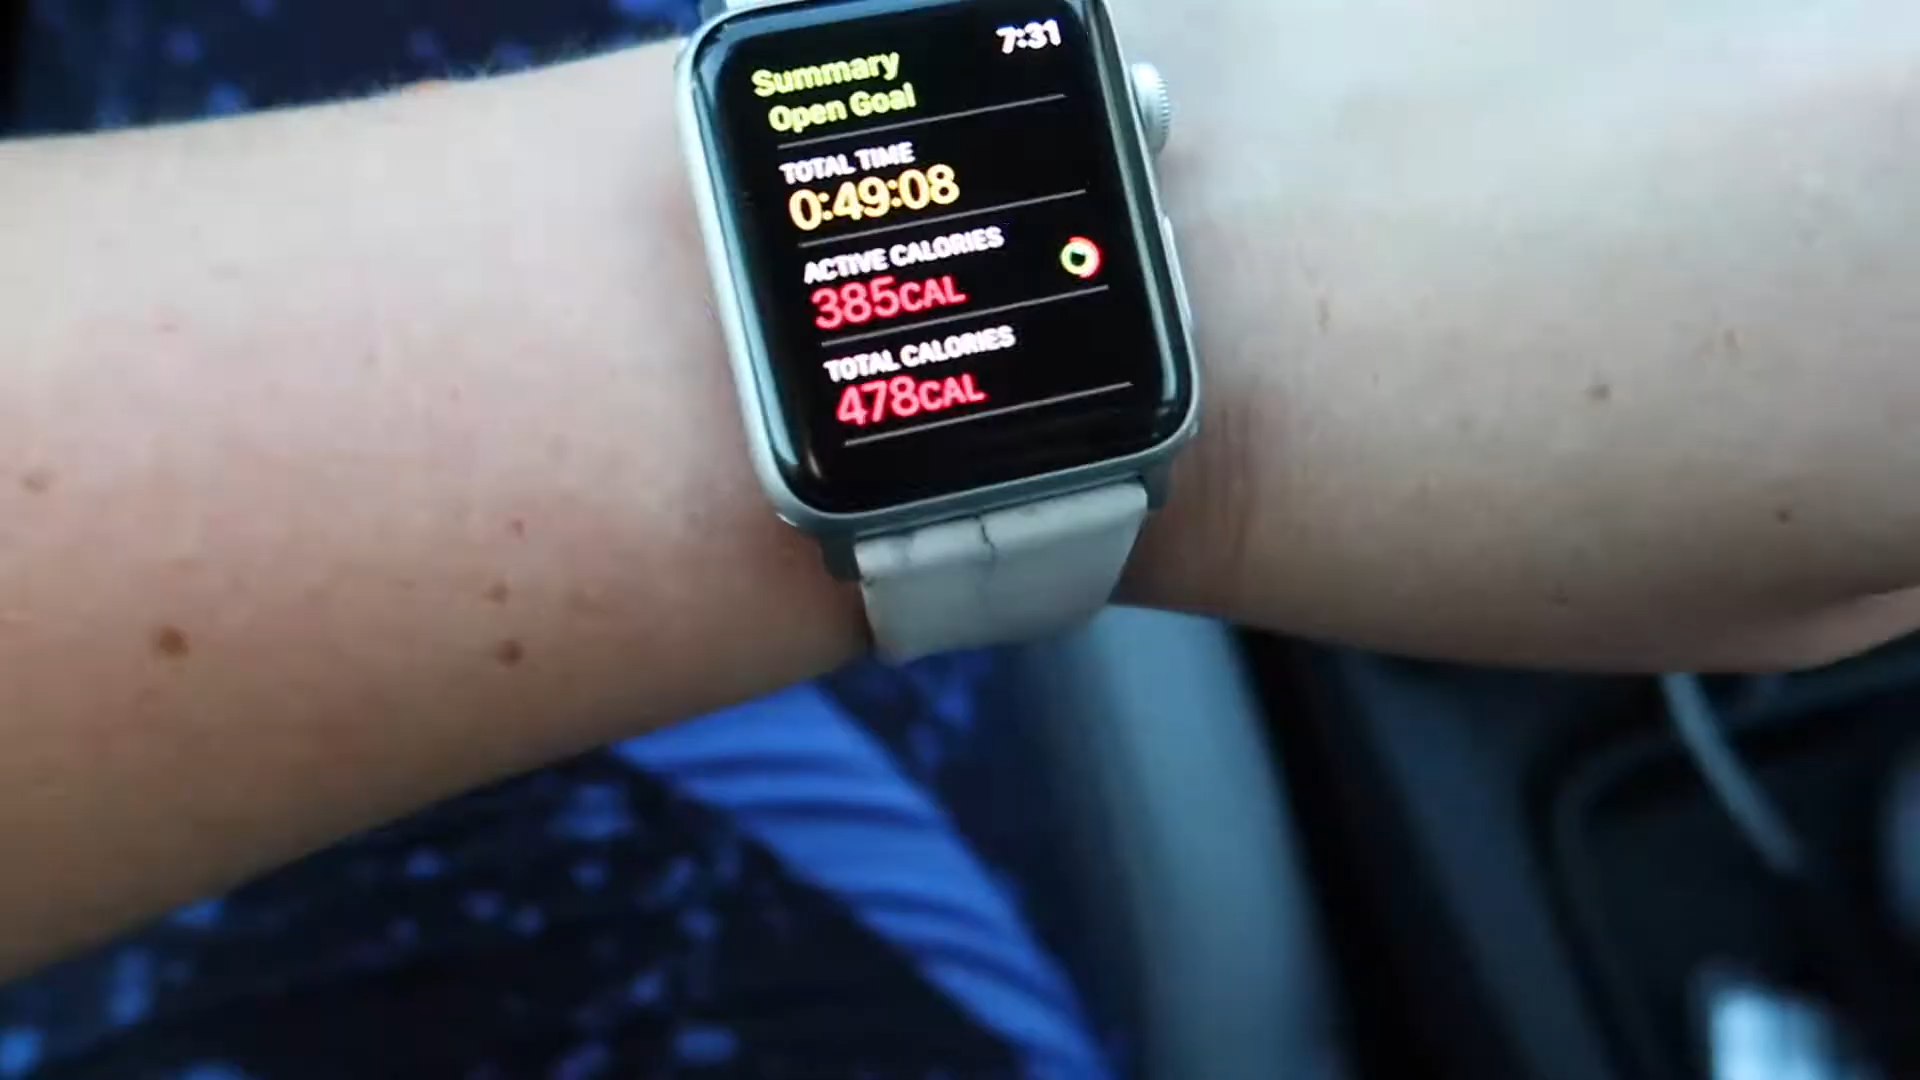 7:31
Summary
Open Goal
TOTAL TIME
0:49:08
ACTIVE CALORIES
385CAL
TOTAL CALORIES
478CAL